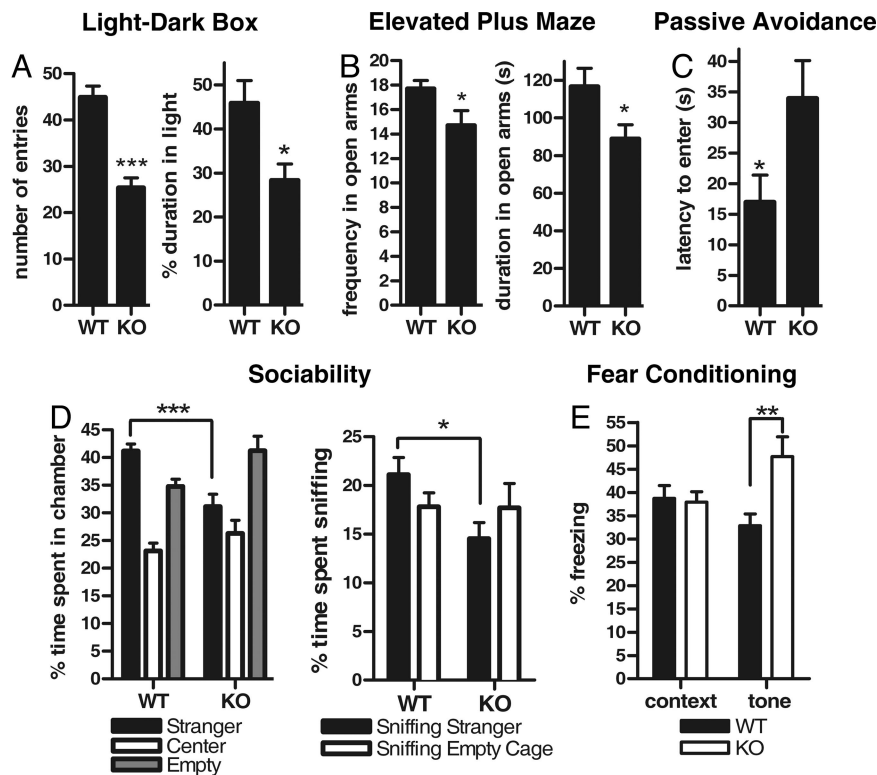 Light-Dark Box
Elevated Plus Maze
Passive Avoidance
A
number of entries
50
40
30
20
10
0
***
WT KO
% duration in light
50
40
30
20
10
0
*
WT KO
B
frequency in open arms
20
18
16
14
12
10
8
6
4
2
0
*
WT KO
duration in open arms (s)
120
100
80
60
40
20
0
*
WT KO
C
latency to enter (s)
40
35
30
25
20
15
10
5
0
*
WT KO
Sociability
Fear Conditioning
D
% time spent in chamber
45
40
35
30
25
20
15
10
5
0
***
WT KO
Stranger
Center
Empty
% time spent sniffing
25
20
15
10
5
0
*
WT KO
Sniffing Stranger
Sniffing Empty Cage
E
% freezing
55
50
45
40
35
30
25
20
15
10
5
0
**
context tone
WT
KO